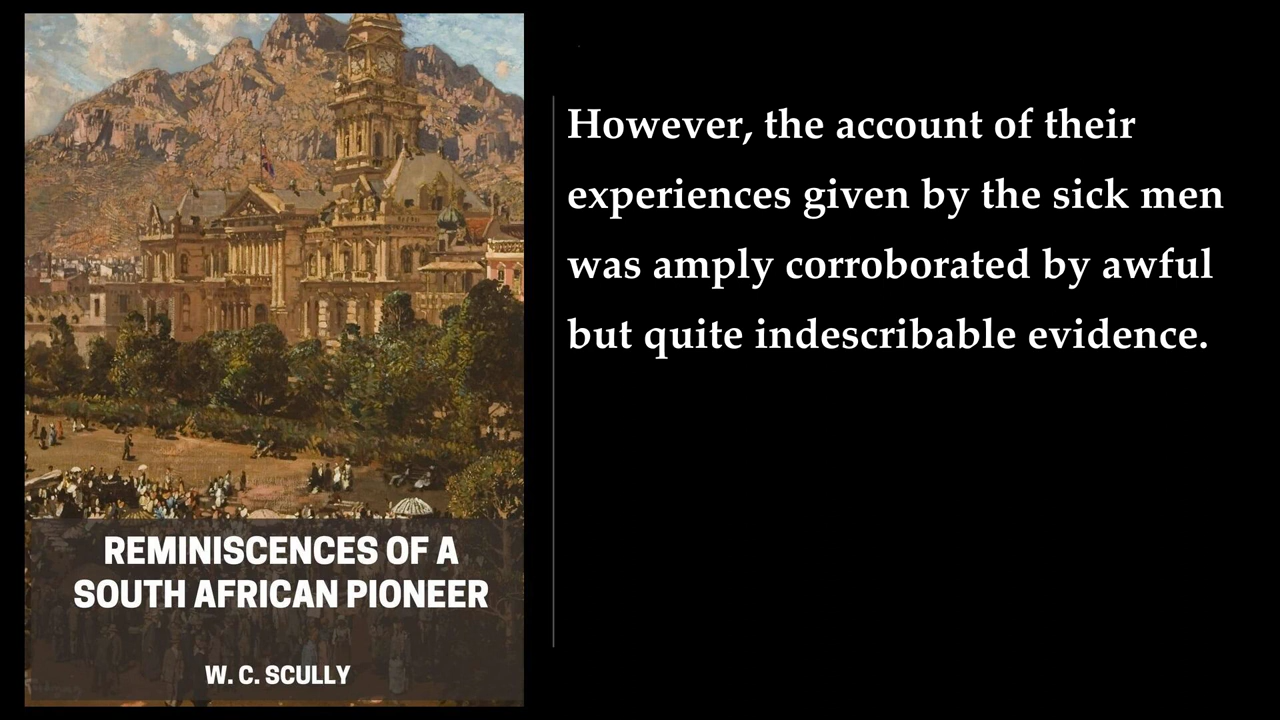 However, the account of their
experiences given by the sick men
was amply corroborated by awful
but quite indescribable evidence.
REMINISCENCES OF A
SOUTH AFRICAN PIONEER
W. C. SCULLY